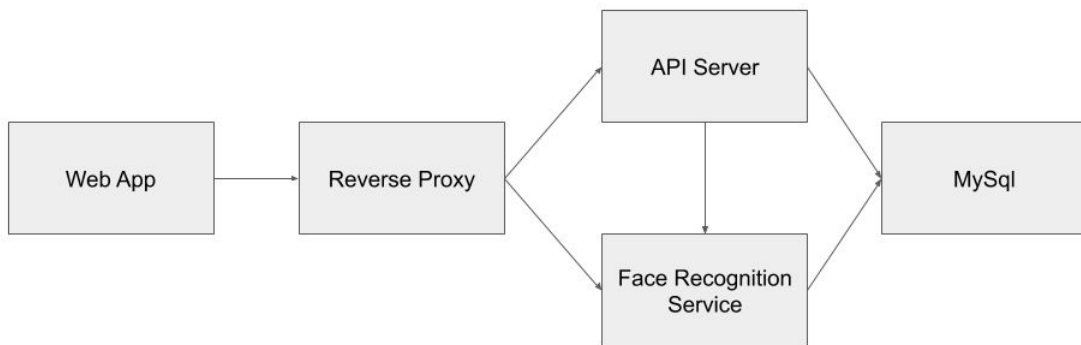 API Server
Web App
Reverse Proxy
MySql
Face Recognition
Service